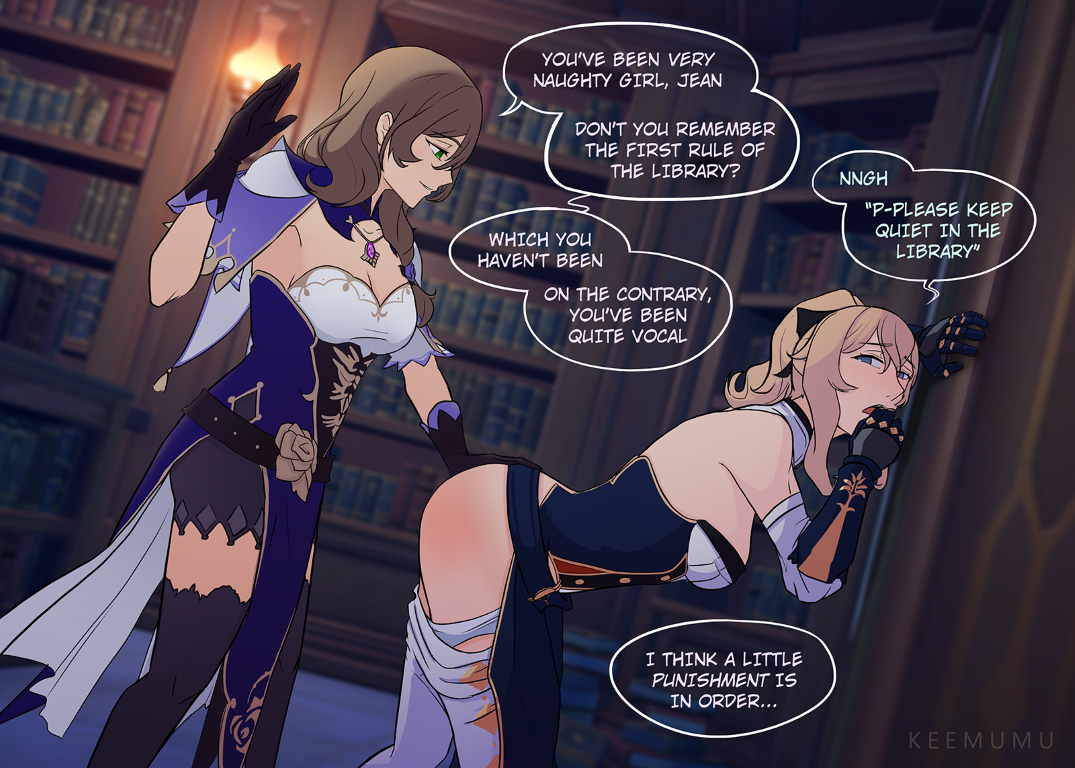 YOU'VE BEEN VERY
NAUGHTY GIRL, JEAN
DON'T YOU REMEMBER
THE FIRST RULE OF
THE LIBRARY?
NNGH
"P-PLEASE KEEP
QUIET IN THE
LIBRARY"
WHICH YOU
HAVEN'T BEEN
ON THE CONTRARY,
YOU'VE BEEN
QUITE VOCAL
I THINK A LITTLE
PUNISHMENT IS
IN ORDER...
KEEMUMU